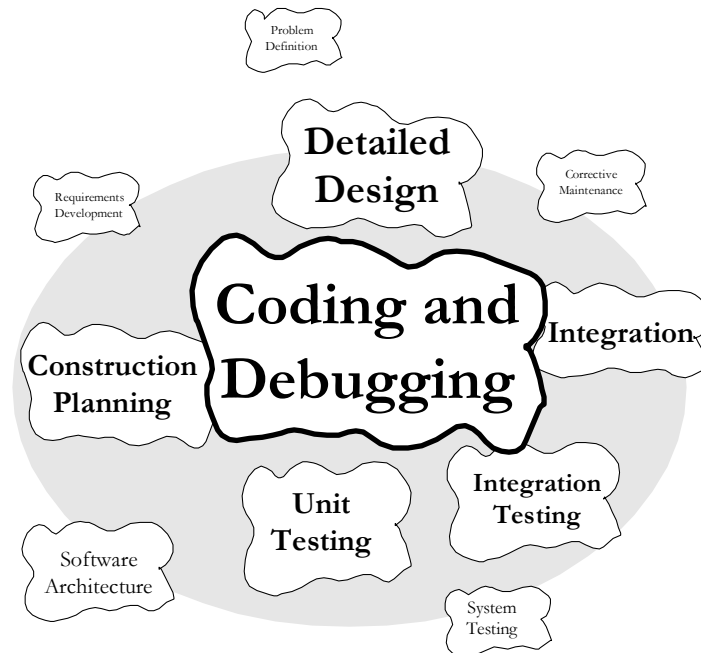 Problem
Definition
Detailed
Design
Requirements
Development
Corrective
Maintenance
Coding and
Debugging
Integration
Construction
Planning
Unit
Testing
Integration
Testing
Software
Architecture
System
Testing